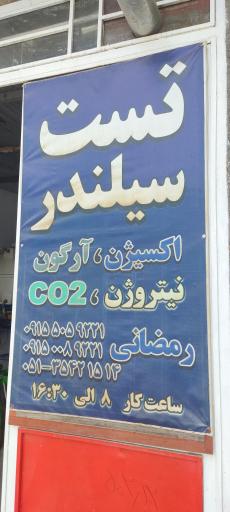 تست
سیلندر
اکسیژن ، آرگون
نیتروژن ، CO2
رمضانی
۰۹۱۵ ۵۰۵ ۹۲۲۱
۰۹۱۵ ۰۰۸ ۹۲۲۱
۰۵۱-۳۵۴۲ ۱۵ ۱۴
ساعت کار ۸ الی ۱۶:۳۰